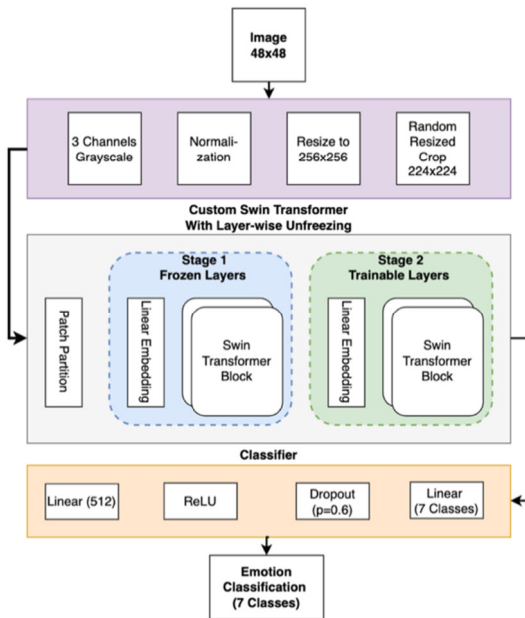 Image
48x48
3 Channels
Grayscale
Normali-
zation
Resize to
256x256
Random
Resized
Crop
224x224
Custom Swin Transformer
With Layer-wise Unfreezing
Stage 1
Frozen Layers
Stage 2
Trainable Layers
Patch Partition
Linear Embedding
Swin
Transformer
Block
Linear Embedding
Swin
Transformer
Block
Classifier
Linear (512)
ReLU
Dropout
(p=0.6)
Linear
(7 Classes)
Emotion
Classification
(7 Classes)